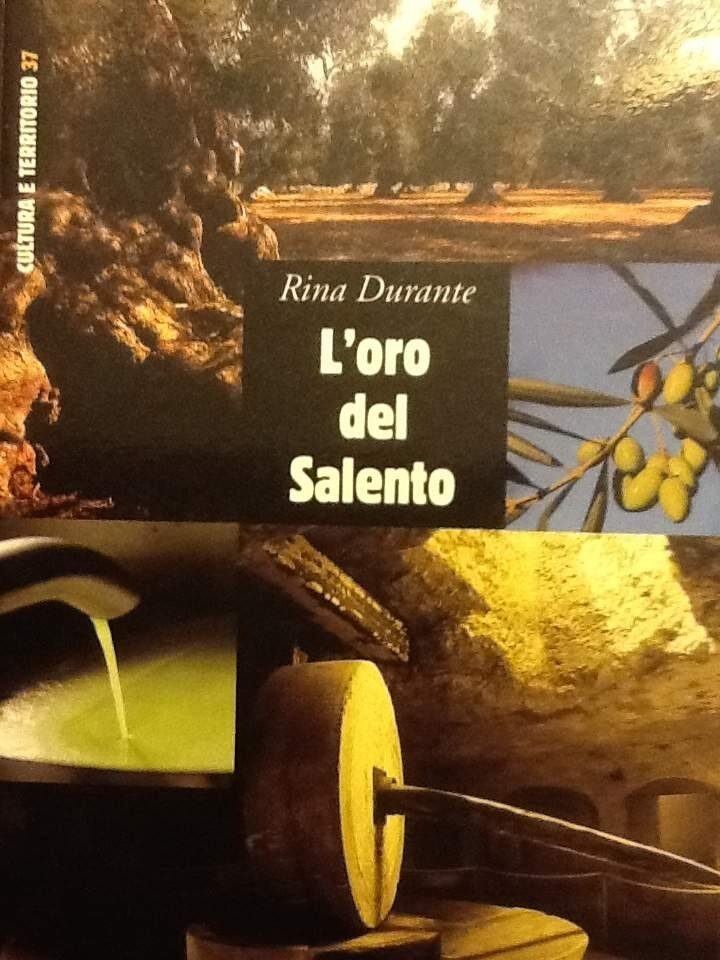 CULTURA E TERRITORIO 37
Rina Durante
L'oro
del
Salento